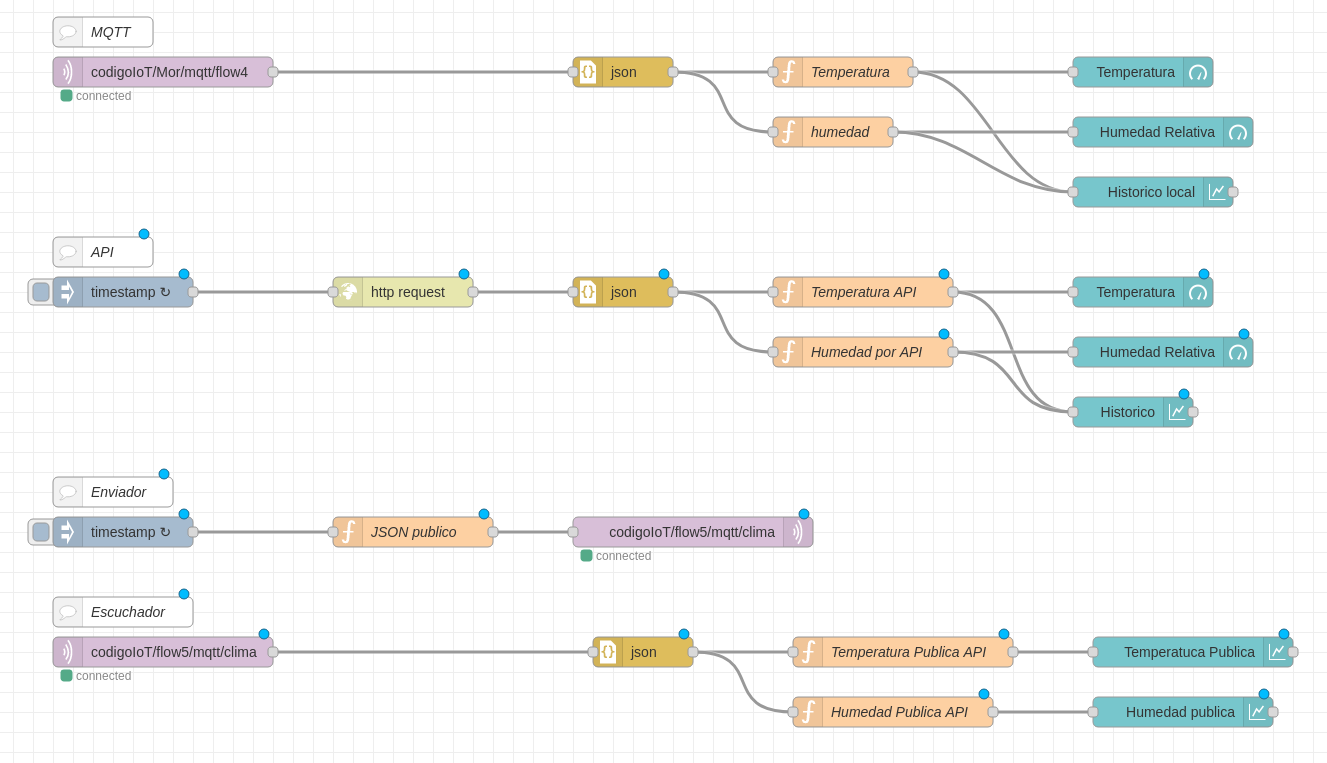 MQTT
codigoIoT/Mor/mqtt/flow4
connected
json
Temperatura
Temperatura
humedad
Humedad Relativa
Historico local
API
timestamp ↻
http request
json
Temperatura API
Temperatura
Humedad por API
Humedad Relativa
Historico
Enviador
timestamp ↻
JSON publico
codigoIoT/flow5/mqtt/clima
connected
Escuchador
codigoIoT/flow5/mqtt/clima
connected
json
Temperatura Publica API
Temperatuca Publica
Humedad Publica API
Humedad publica